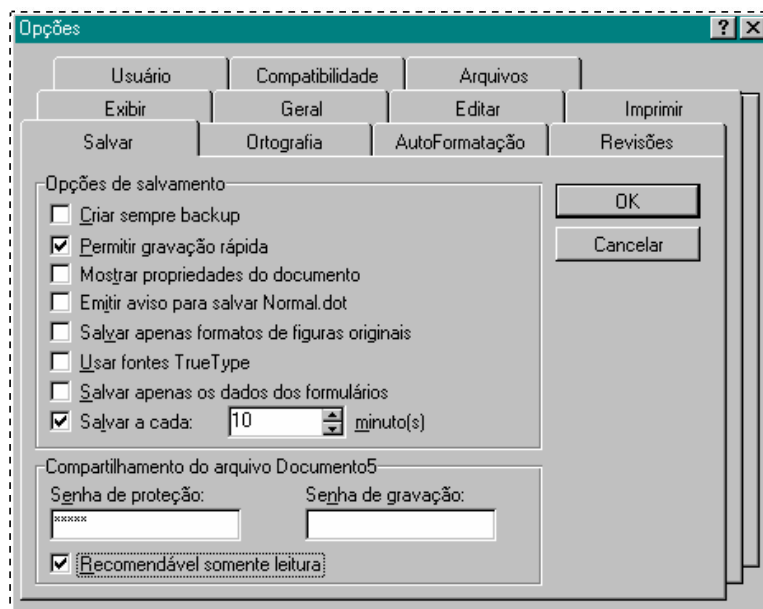 Opções
Usuário Compatibilidade Arquivos
Exibir Geral Editar Imprimir
Salvar Ortografia AutoFormatação Revisões
Opções de salvamento
Criar sempre backup
Permitir gravação rápida
Mostrar propriedades do documento
Emitir aviso para salvar Normal.dot
Salvar apenas formatos de figuras originais
Usar fontes TrueType
Salvar apenas os dados dos formulários
Salvar a cada: 10 minuto(s)
OK
Cancelar
Compartilhamento do arquivo Documento5
Senha de proteção: Senha de gravação:
*****
Recomendável somente leitura